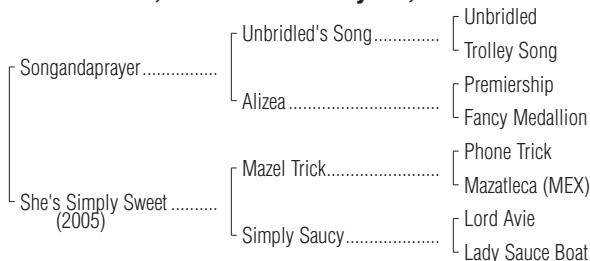 Unbridled
Unbridled's Song..............
Trolley Song
Songandaprayer................
Premiership
Alizea ................................
Fancy Medallion
Phone Trick
Mazel Trick........................
Mazatleca (MEX)
She's Simply Sweet ..........
(2005)
Lord Avie
Simply Saucy....................
Lady Sauce Boat